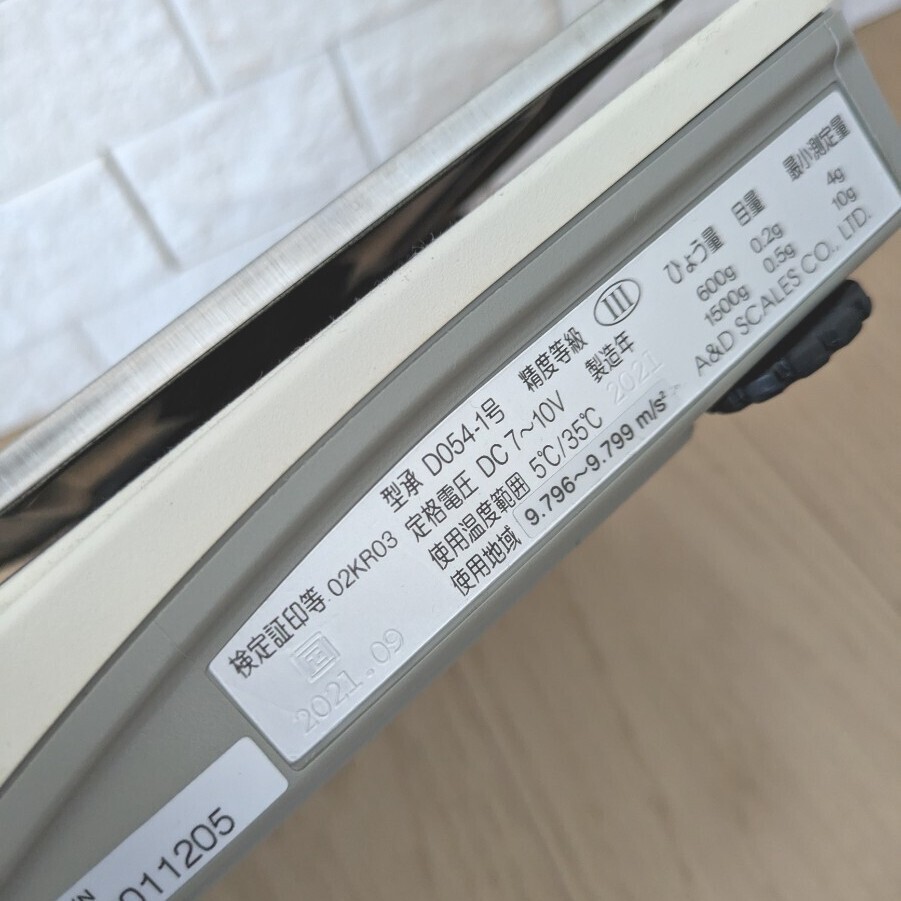 検定証印等 02KR03
2021.09
型承 D054-1号
定格電圧 DC 7~10V
使用温度範囲 5℃/35℃
使用地域 9.796~9.799 m/s²
精度等級 III
製造年
2021
ひょう量 目量 最小測定量
600g 0.2g 4g
1500g 0.5g 10g
A&D SCALES CO., LTD.
011205